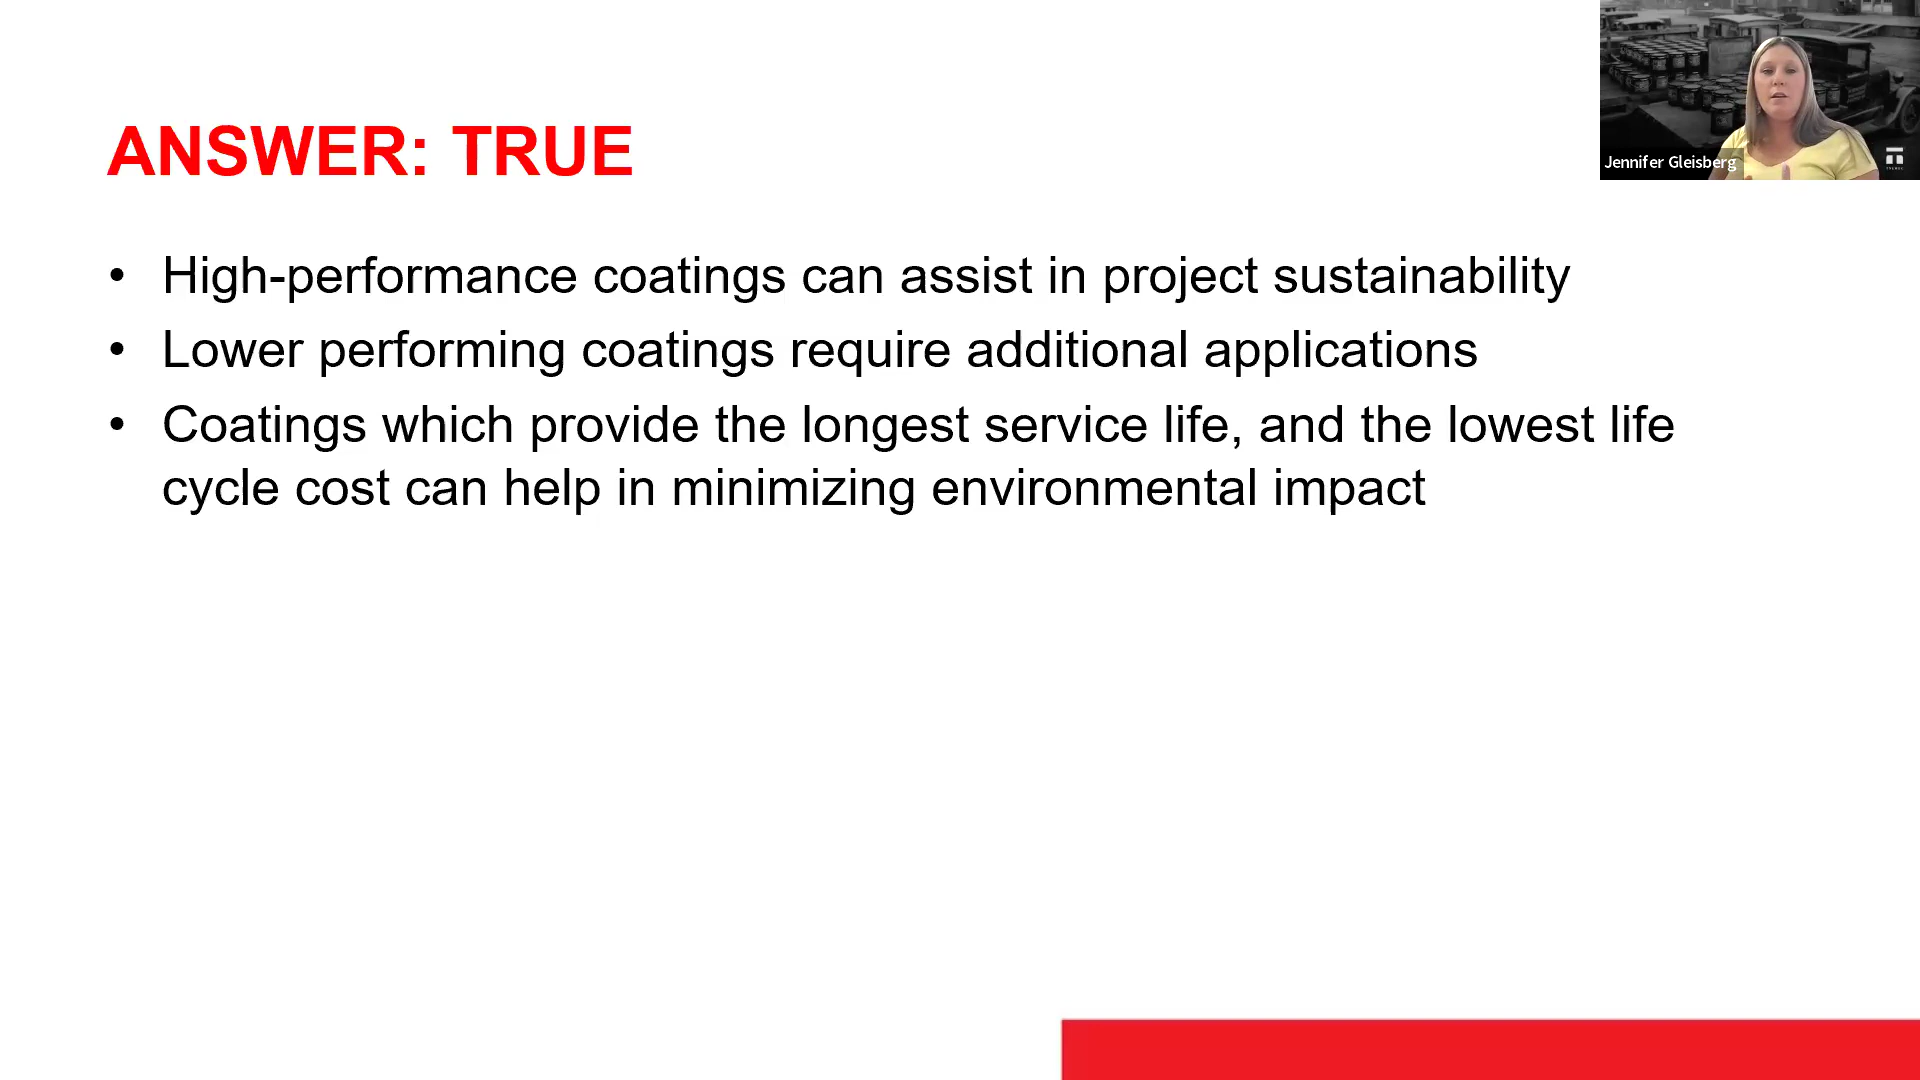 ANSWER: TRUE
• High-performance coatings can assist in project sustainability
• Lower performing coatings require additional applications
• Coatings which provide the longest service life, and the lowest life
cycle cost can help in minimizing environmental impact
Jennifer Gleisberg